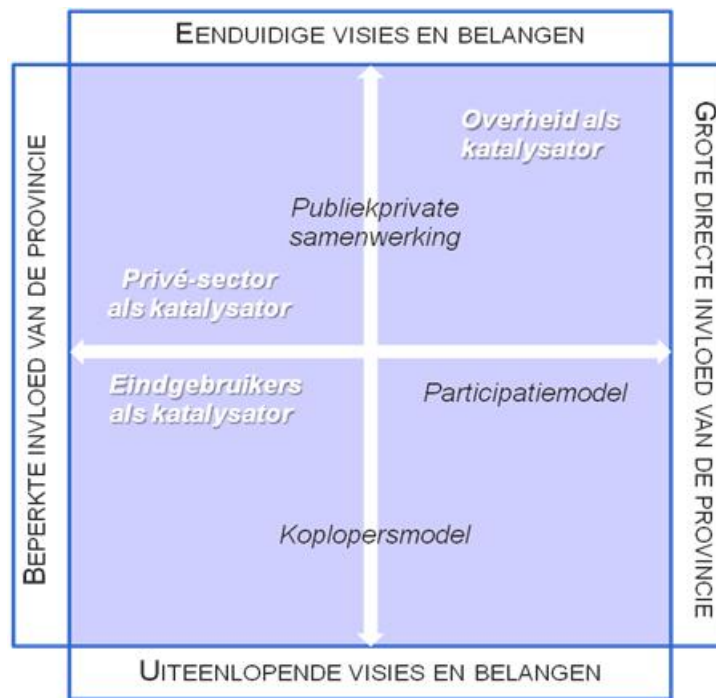 EENDUIDIGE VISIES EN BELANGEN
BEPERKTE INVLOED VAN DE PROVINCIE
Overheid als
katalysator
Publiekprivate
samenwerking
Privé-sector
als katalysator
Eindgebruikers
als katalysator
Participatiemodel
Koplopersmodel
GROTE DIRECTE INVLOED VAN DE PROVINCIE
UITEENLOPENDE VISIES EN BELANGEN